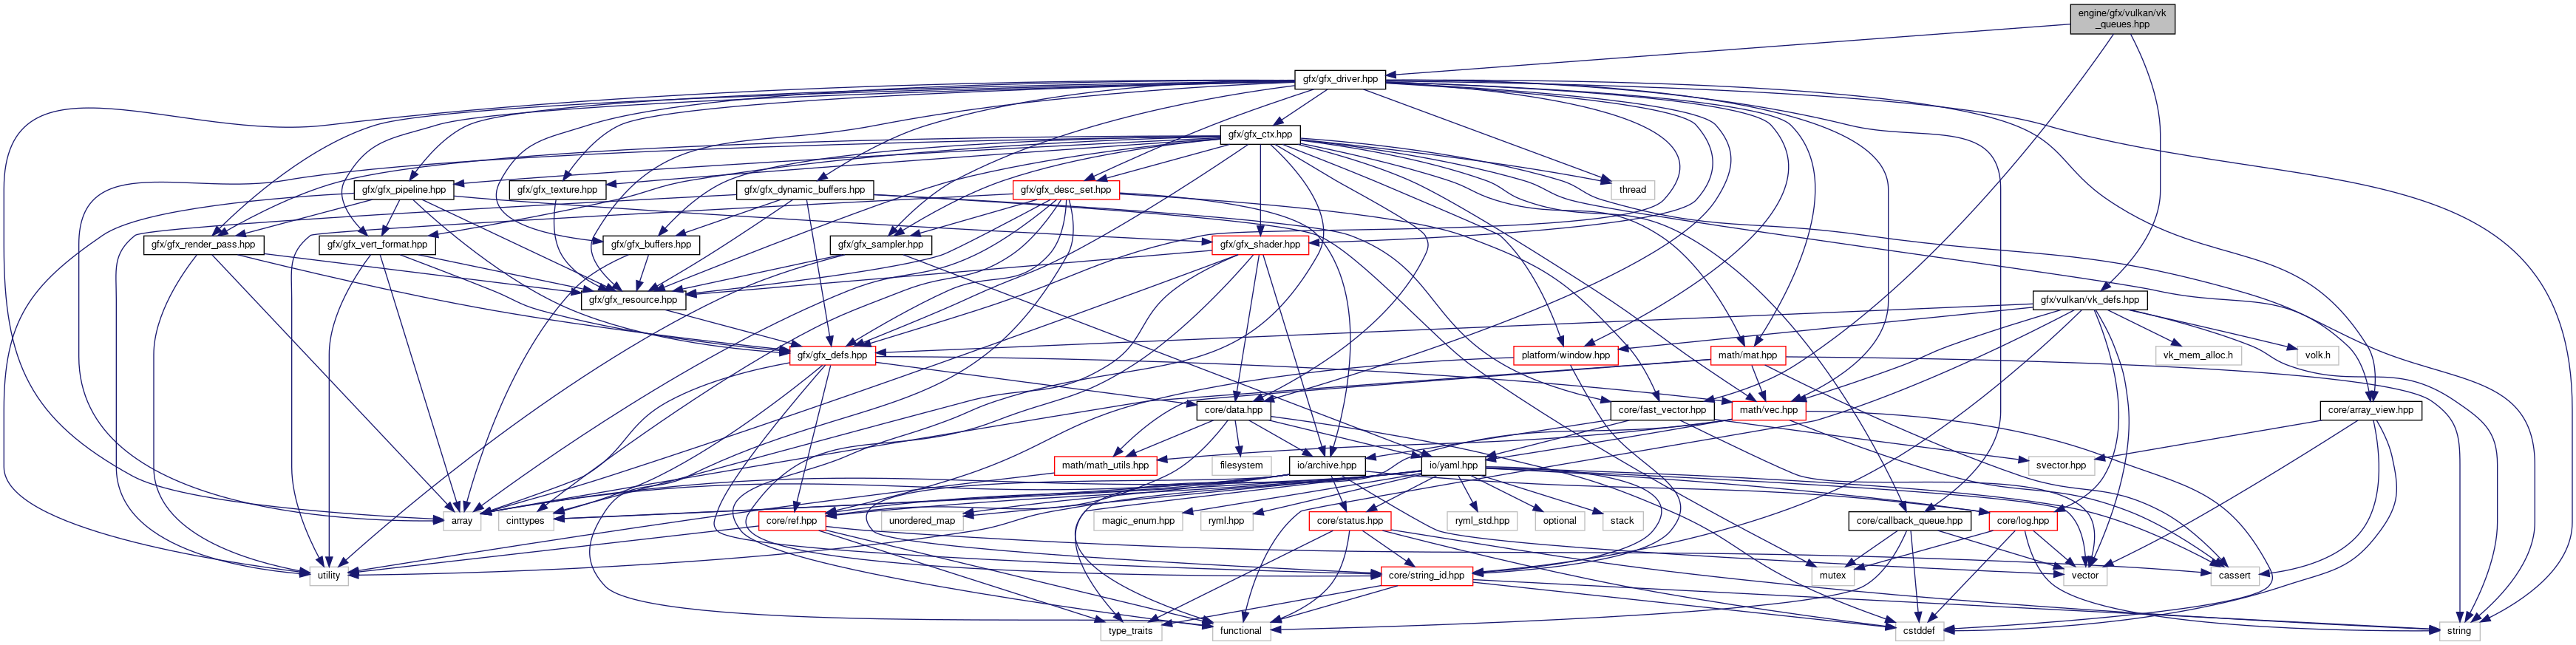 engine/gfx/vulkan/vk
_queues.hpp
gfx/gfx_driver.hpp
gfx/gfx_ctx.hpp
gfx/gfx_pipeline.hpp
gfx/gfx_texture.hpp
gfx/gfx_dynamic_buffers.hpp
gfx/gfx_desc_set.hpp
thread
gfx/gfx_render_pass.hpp
gfx/gfx_vert_format.hpp
gfx/gfx_buffers.hpp
gfx/gfx_sampler.hpp
gfx/gfx_shader.hpp
gfx/gfx_resource.hpp
gfx/vulkan/vk_defs.hpp
gfx/gfx_defs.hpp
platform/window.hpp
math/mat.hpp
vk_mem_alloc.h
volk.h
core/data.hpp
core/fast_vector.hpp
math/vec.hpp
core/array_view.hpp
math/math_utils.hpp
filesystem
io/archive.hpp
io/yaml.hpp
svector.hpp
array
cinttypes
core/ref.hpp
unordered_map
magic_enum.hpp
ryml.hpp
core/status.hpp
ryml_std.hpp
optional
stack
core/callback_queue.hpp
core/log.hpp
utility
core/string_id.hpp
mutex
vector
cassert
type_traits
functional
cstddef
string